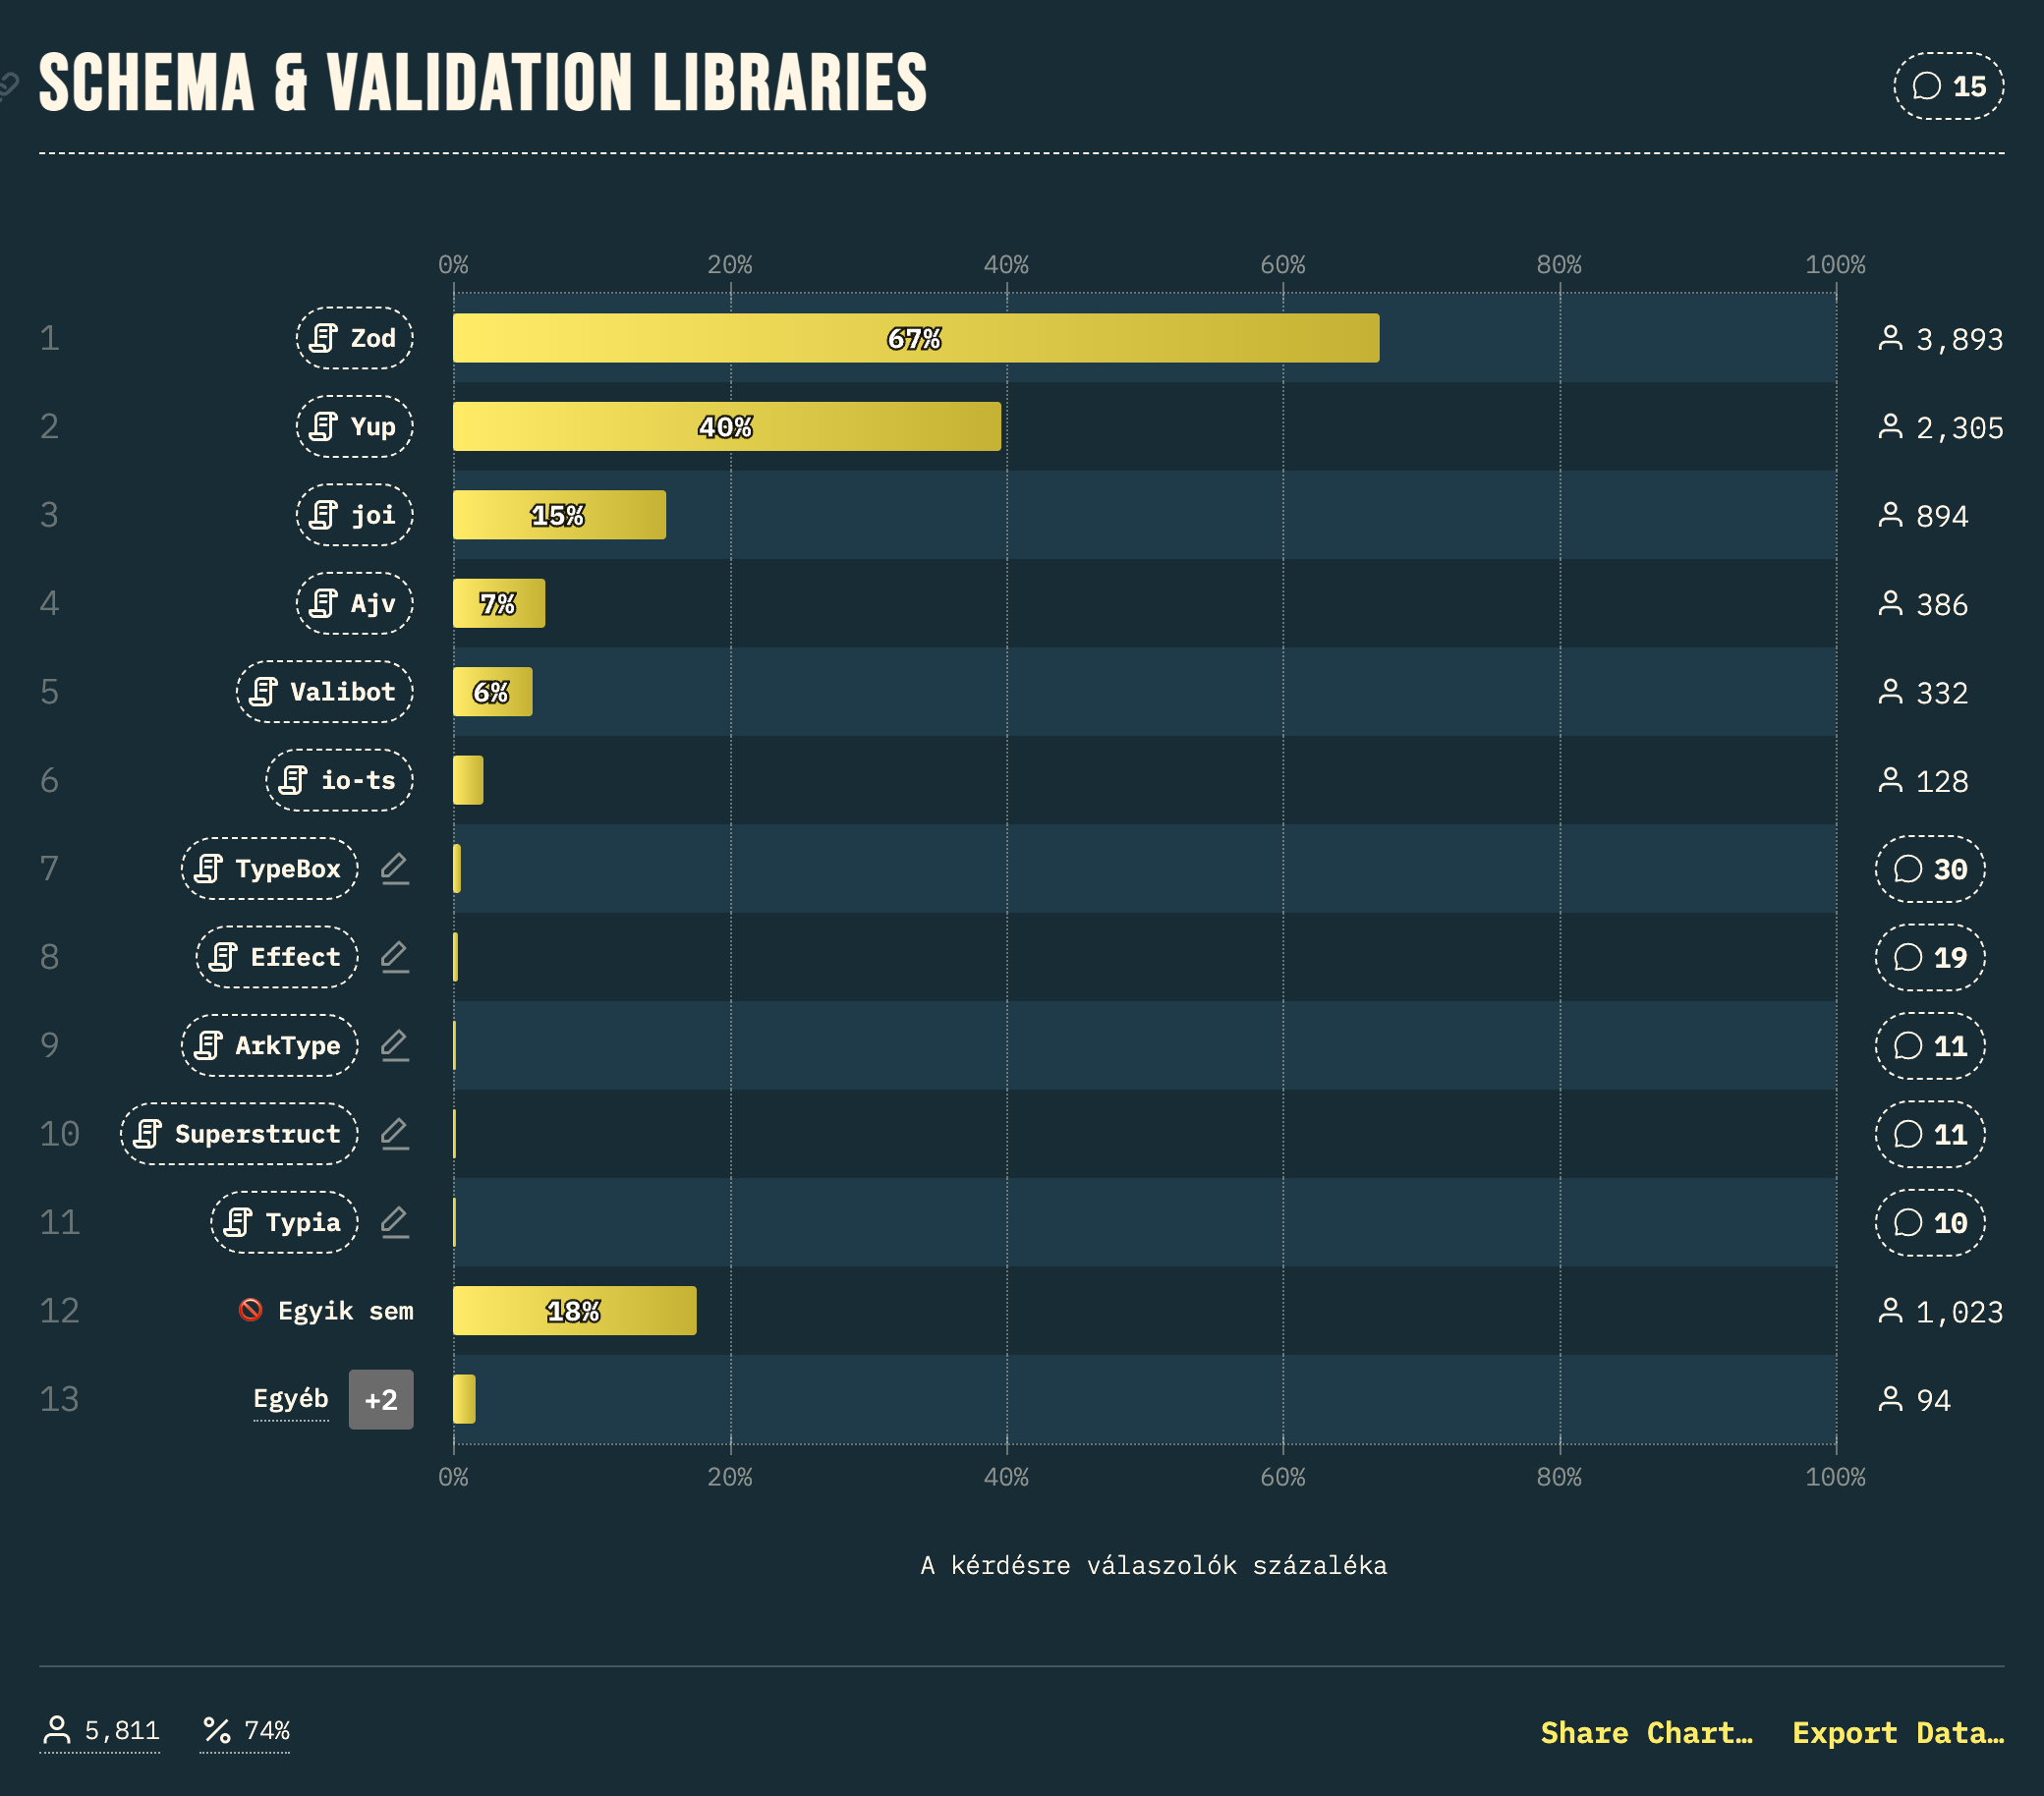 SCHEMA & VALIDATION LIBRARIES 15
0% 20% 40% 60% 80% 100%
1 Zod 67% 3,893
2 Yup 40% 2,305
3 joi 15% 894
4 Ajv 7% 386
5 Valibot 6% 332
6 io-ts 128
7 TypeBox 30
8 Effect 19
9 ArkType 11
10 Superstruct 11
11 Typia 10
12 Egyik sem 18% 1,023
13 Egyéb +2 94
0% 20% 40% 60% 80% 100%
A kérdésre válaszolók százaléka
5,811 % 74% Share Chart… Export Data…